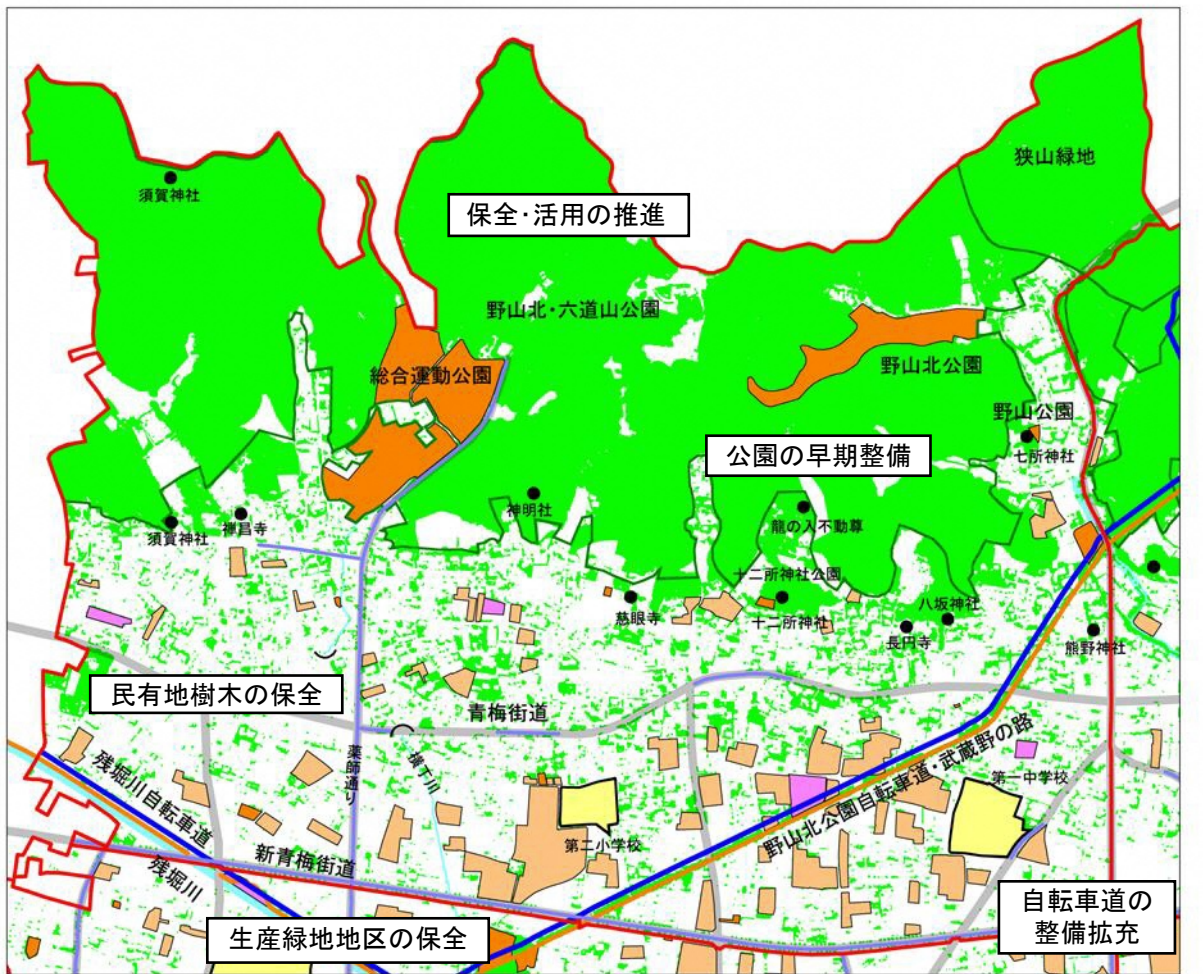 狭山緑地
須賀神社
保全・活用の推進
野山北・六道山公園
総合運動公園
野山北公園
野山公園
七所神社
公園の早期整備
神明社
龍の入不動尊
須賀神社
禅昌寺
十二所神社公園
慈眼寺
十二所神社
八坂神社
長円寺
熊野神社
民有地樹木の保全
青梅街道
薬師通り
横丁川
残堀川自転車道
野山北公園自転車道・武蔵野の路
第一中学校
第二小学校
新青梅街道
残堀川
生産緑地地区の保全
自転車道の
整備拡充